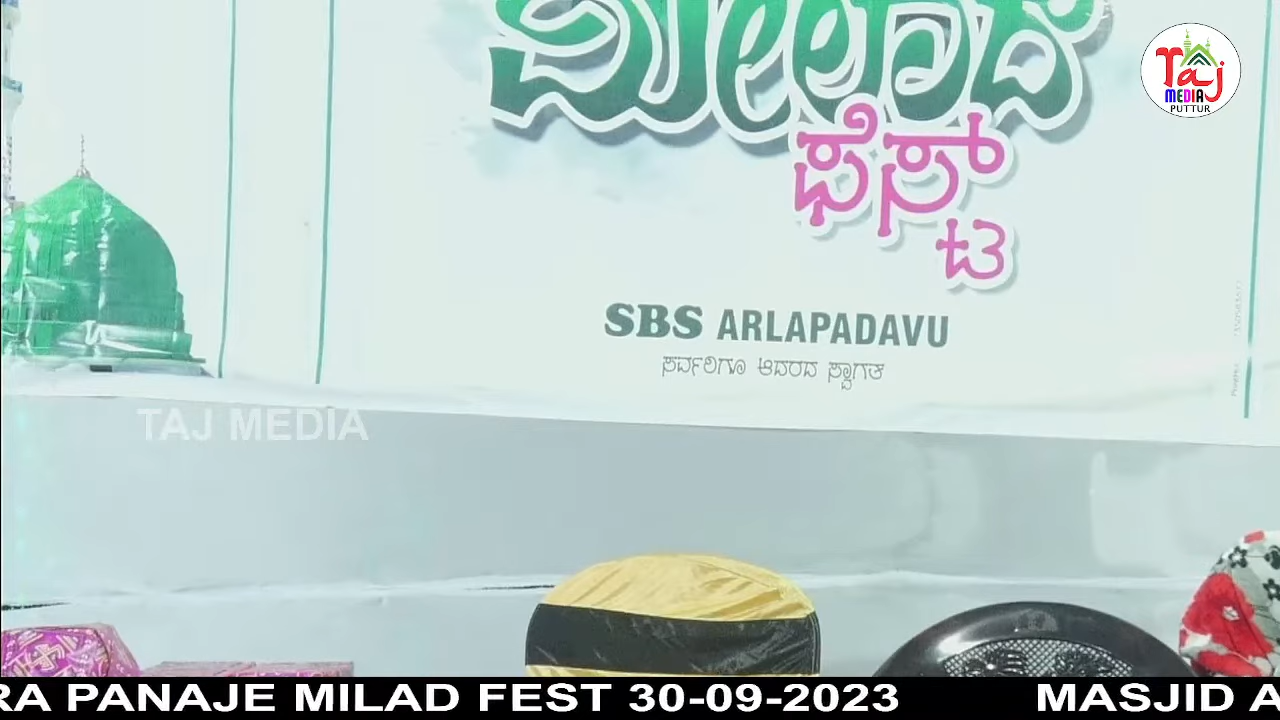 ಮೀಲಾದ್
ಫೆಸ್ಟ್
SBS ARLAPADAVU
ಸರ್ವರಿಗೂ ಆದರದ ಸ್ವಾಗತ
Taj
MEDIA
PUTTUR
TAJ MEDIA
RA PANAJE MILAD FEST 30-09-2023 MASJID A